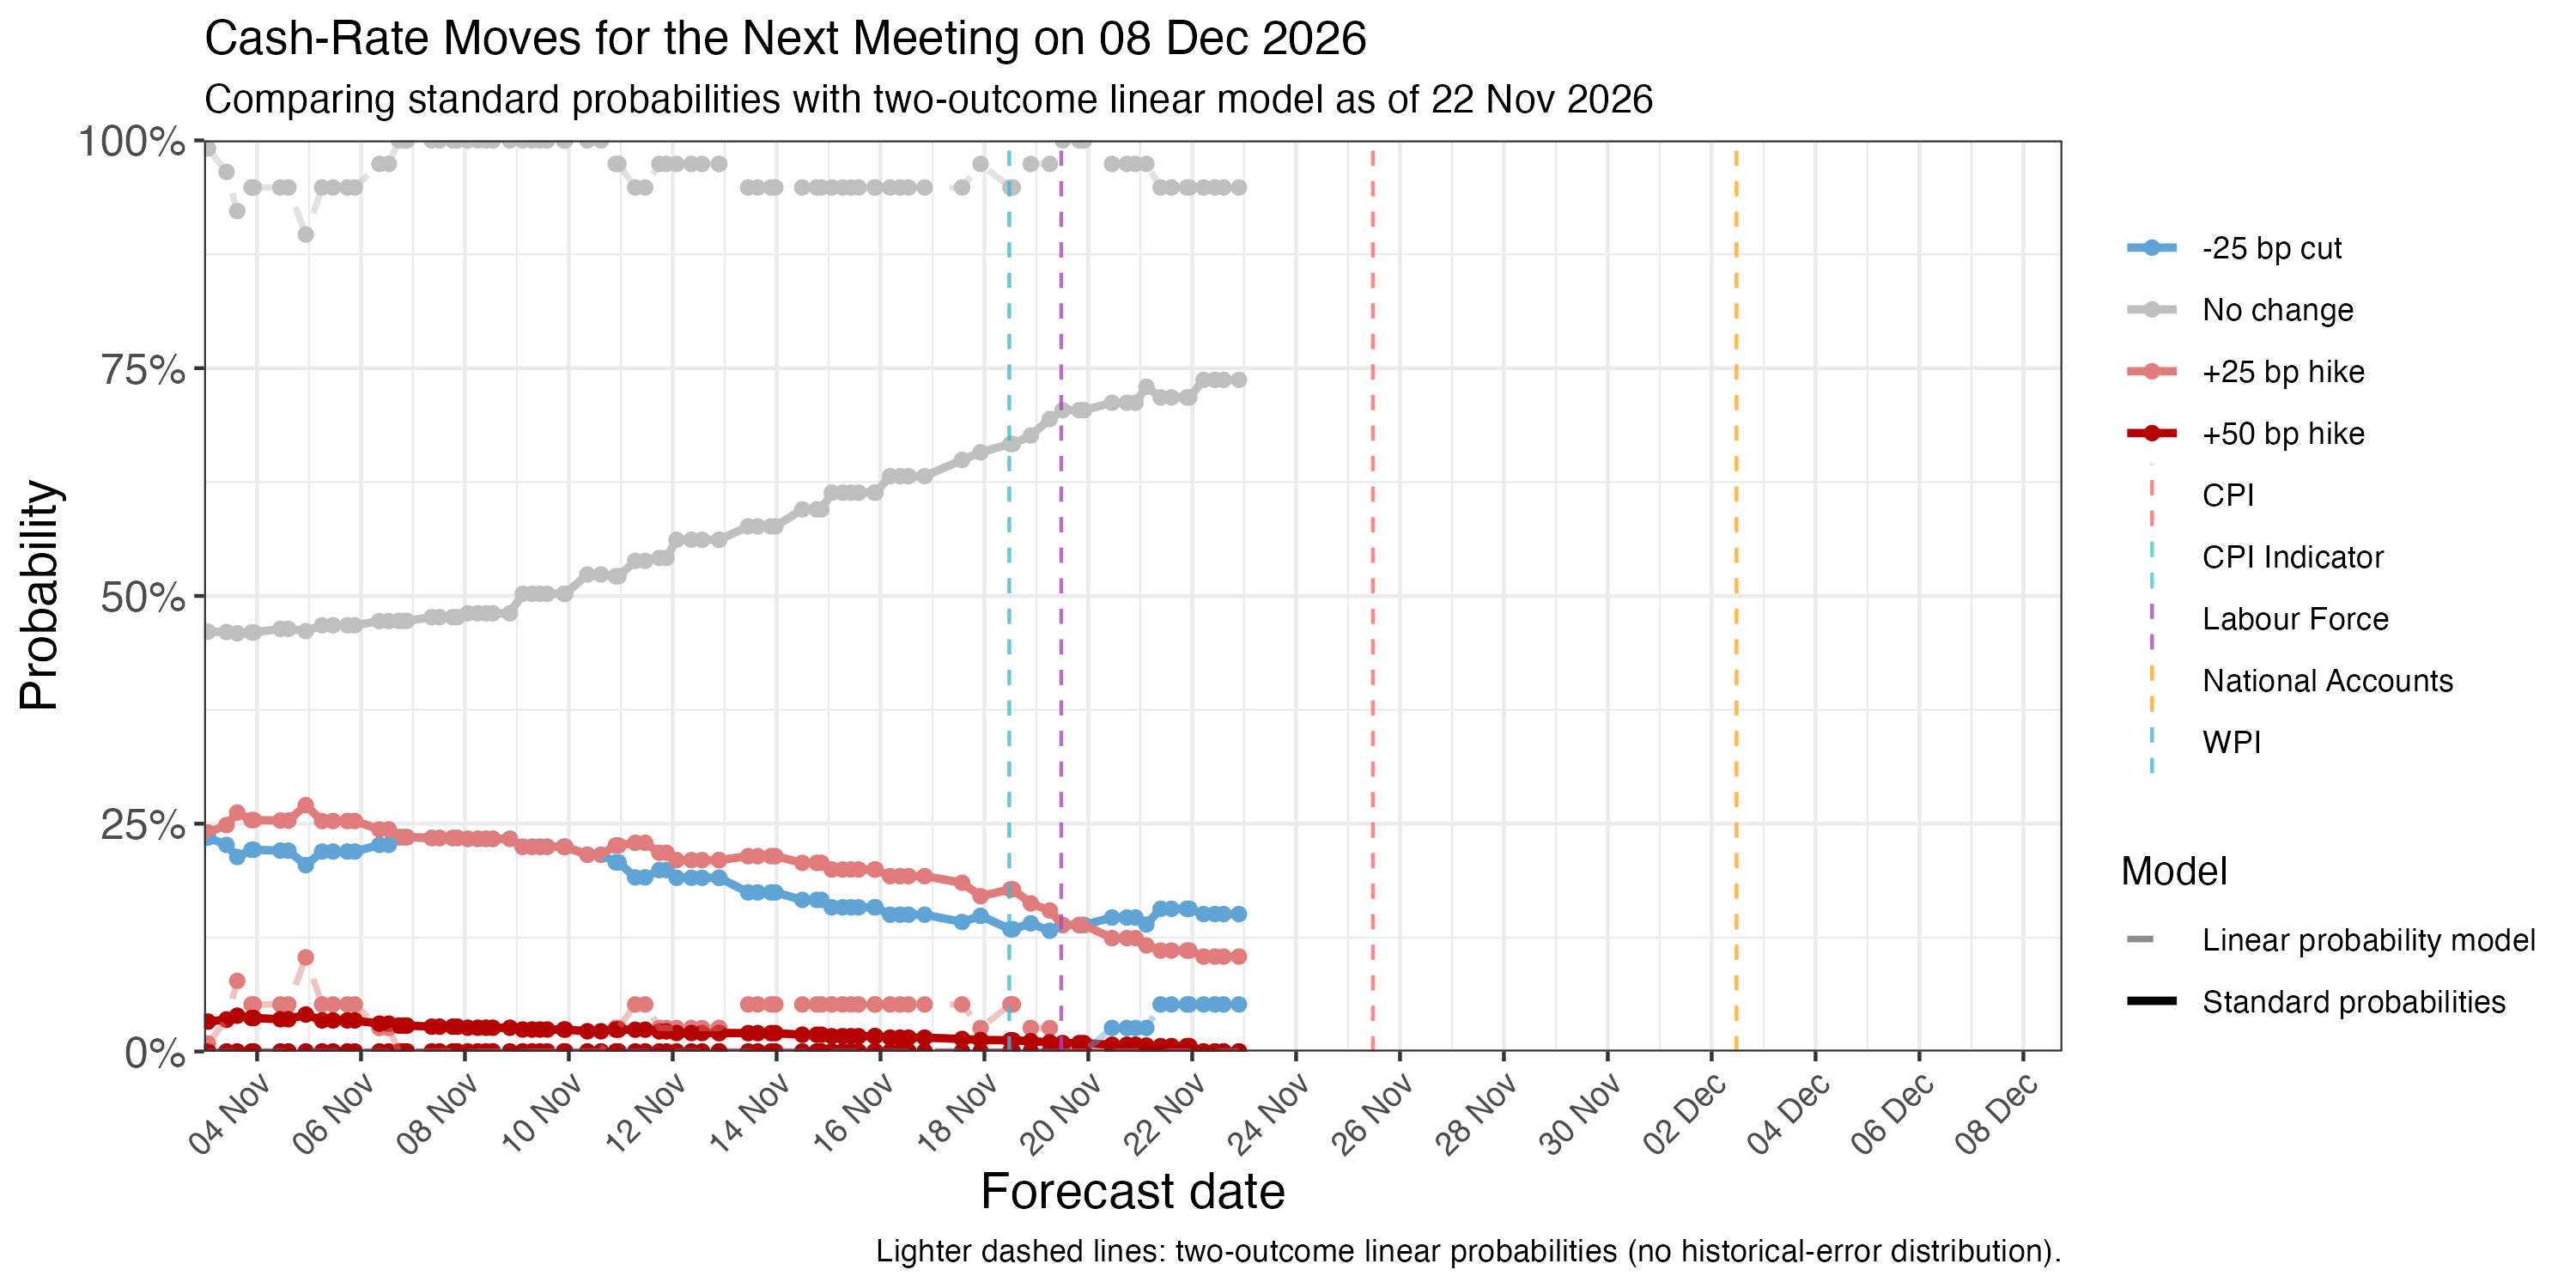 Cash-Rate Moves for the Next Meeting on 08 Dec 2026
Comparing standard probabilities with two-outcome linear model as of 22 Nov 2026
Probability
100%
75%
50%
25%
0%
04 Nov
06 Nov
08 Nov
10 Nov
12 Nov
14 Nov
16 Nov
18 Nov
20 Nov
22 Nov
24 Nov
26 Nov
28 Nov
30 Nov
02 Dec
04 Dec
06 Dec
08 Dec
Forecast date
-25 bp cut
No change
+25 bp hike
+50 bp hike
CPI
CPI Indicator
Labour Force
National Accounts
WPI
Model
Linear probability model
Standard probabilities
Lighter dashed lines: two-outcome linear probabilities (no historical-error distribution).